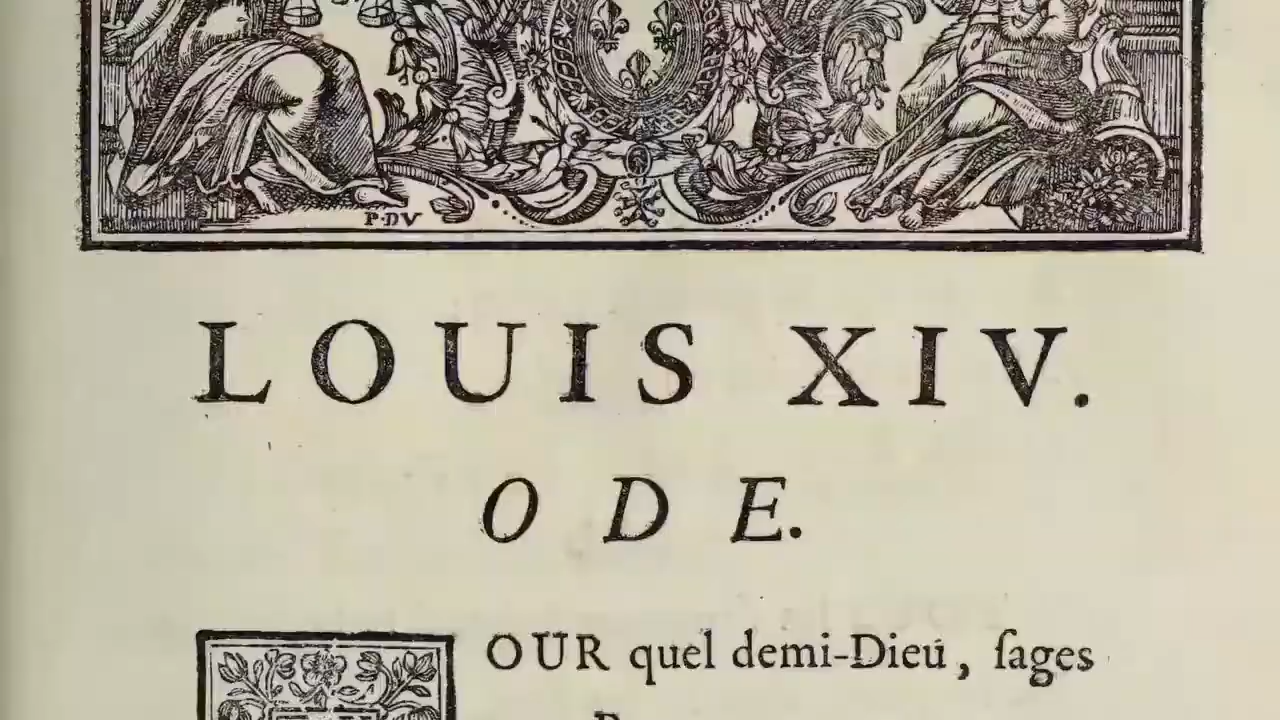 P·DV
LOUIS XIV.
ODE.
OUR quel demi-Dieu, ſages